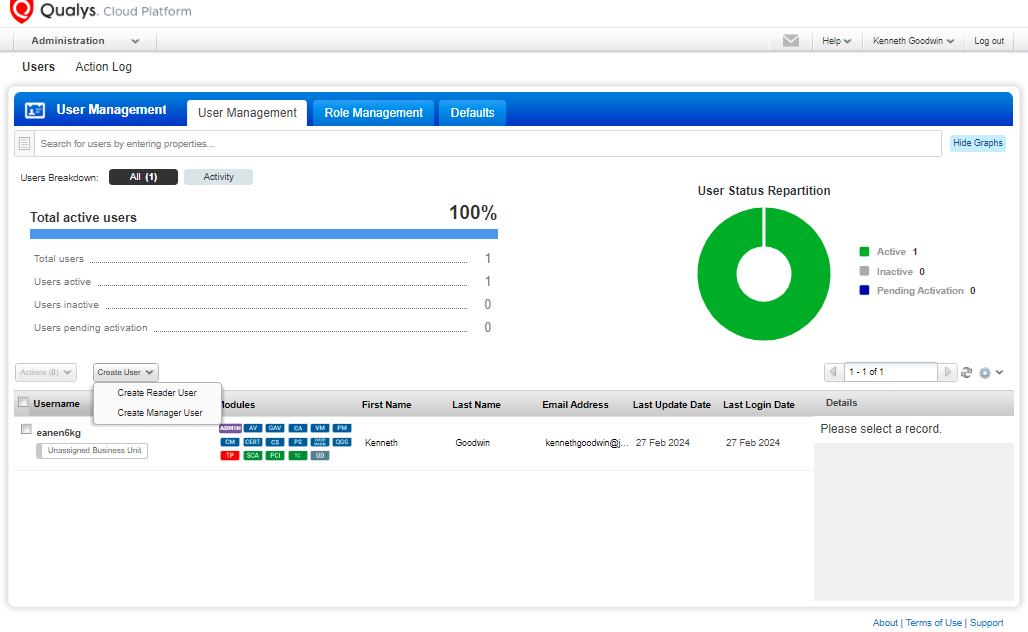 Qualys. Cloud Platform
Administration
Help
Kenneth Goodwin
Log out
Users
Action Log
User Management
User Management
Role Management
Defaults
Search for users by entering properties...
Hide Graphs
Users Breakdown:
All (1)
Activity
Total active users
100%
Total users 1
Users active 1
Users inactive 0
Users pending activation 0
User Status Repartition
Active 1
Inactive 0
Pending Activation 0
Actions (0)
Create User
Create Reader User
Create Manager User
1 - 1 of 1
Username
Modules
First Name
Last Name
Email Address
Last Update Date
Last Login Date
Details
eanen6kg
Unassigned Business Unit
ADMIN AV GAV CA VM PM
CM CERT CS PS QGS
TP SCA PCI TC UD
Kenneth
Goodwin
kennethgoodwin@j...
27 Feb 2024
27 Feb 2024
Please select a record.
About | Terms of Use | Support